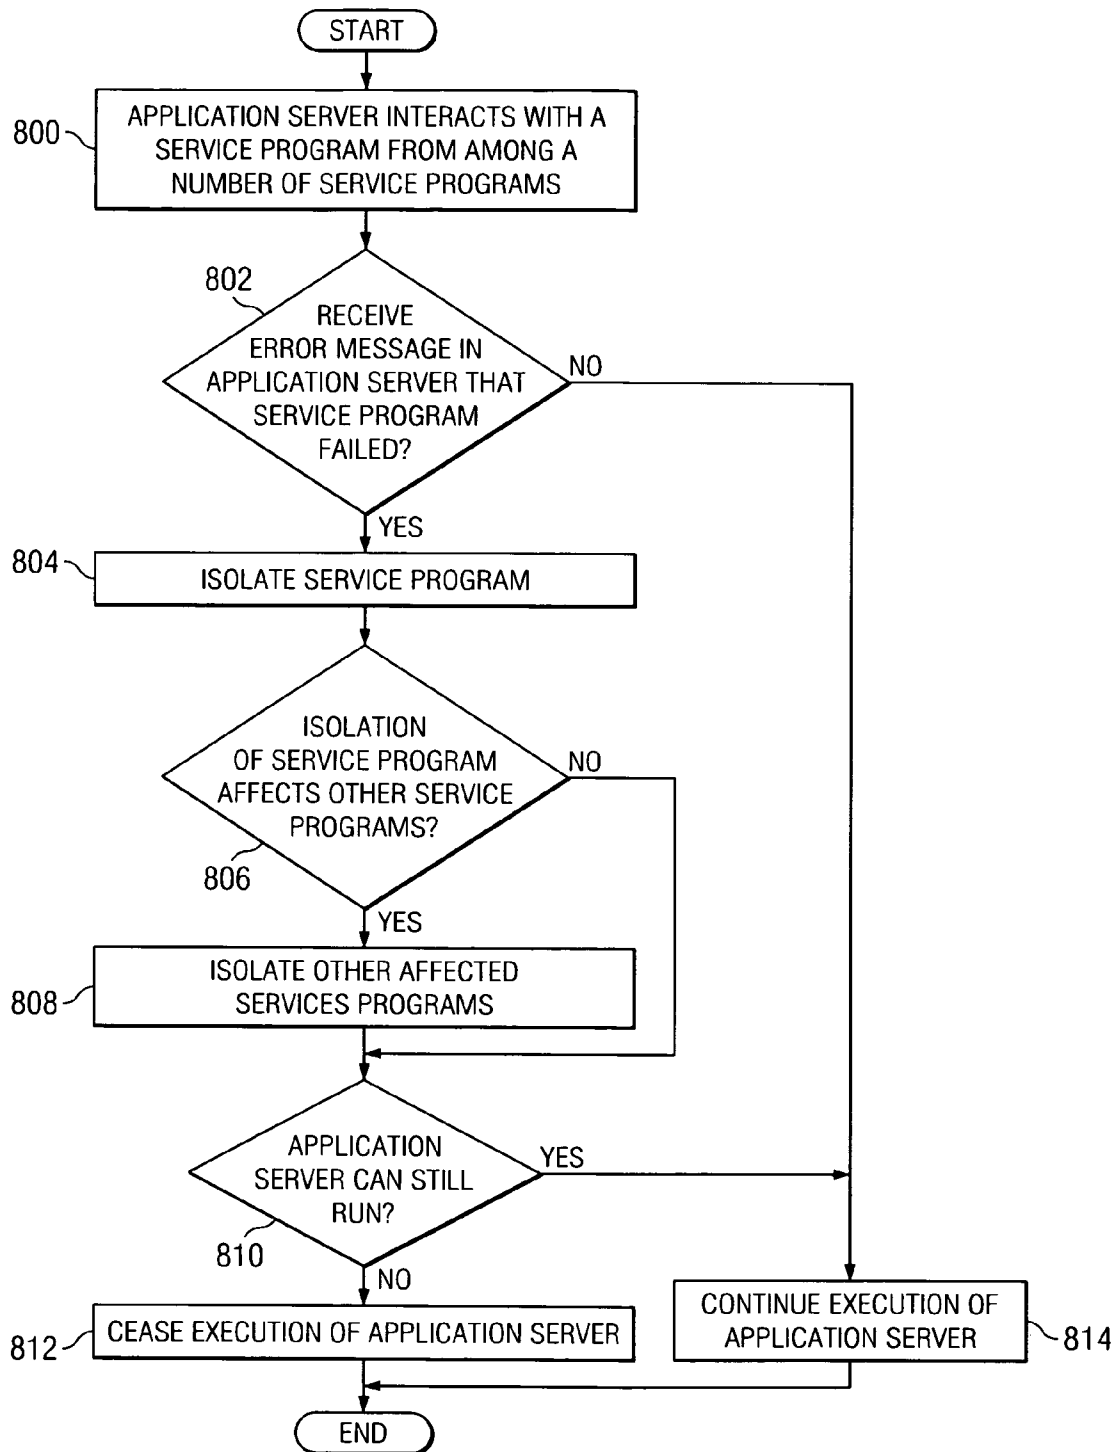 START
800
APPLICATION SERVER INTERACTS WITH A
SERVICE PROGRAM FROM AMONG A
NUMBER OF SERVICE PROGRAMS
802
RECEIVE
ERROR MESSAGE IN
APPLICATION SERVER THAT
SERVICE PROGRAM
FAILED?
NO
YES
804
ISOLATE SERVICE PROGRAM
ISOLATION
OF SERVICE PROGRAM
AFFECTS OTHER SERVICE
PROGRAMS?
NO
806
YES
808
ISOLATE OTHER AFFECTED
SERVICES PROGRAMS
APPLICATION
SERVER CAN STILL
RUN?
YES
810
NO
812
CEASE EXECUTION OF APPLICATION SERVER
CONTINUE EXECUTION OF
APPLICATION SERVER
814
END